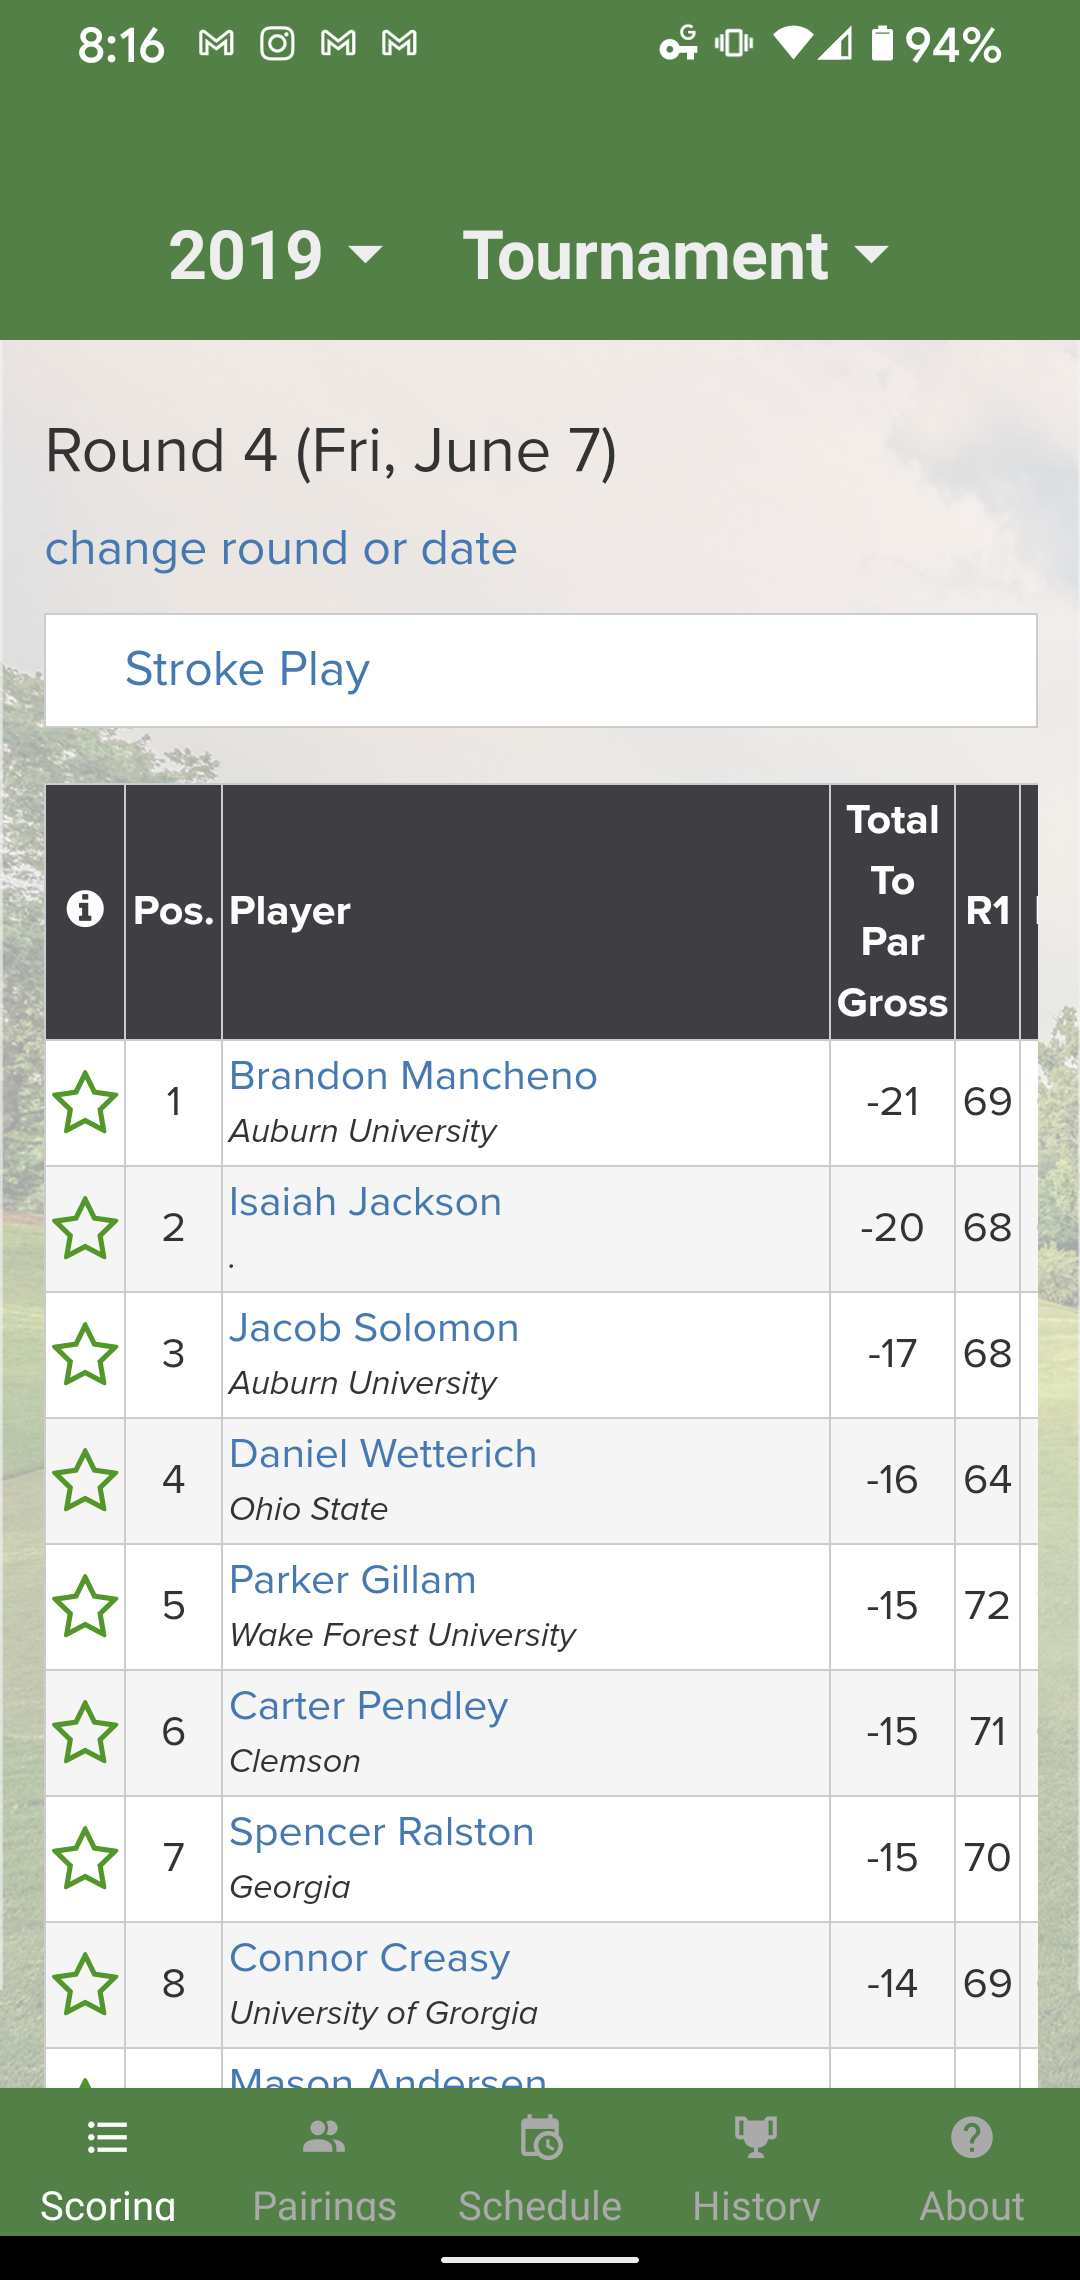 8:16 94%
2019 Tournament
Round 4 (Fri, June 7)
change round or date
Stroke Play
Pos. Player Total To Par Gross R1
1 Brandon Mancheno -21 69
Auburn University
2 Isaiah Jackson -20 68
.
3 Jacob Solomon -17 68
Auburn University
4 Daniel Wetterich -16 64
Ohio State
5 Parker Gillam -15 72
Wake Forest University
6 Carter Pendley -15 71
Clemson
7 Spencer Ralston -15 70
Georgia
8 Connor Creasy -14 69
University of Grorgia
Mason Andersen
Scoring Pairings Schedule History About